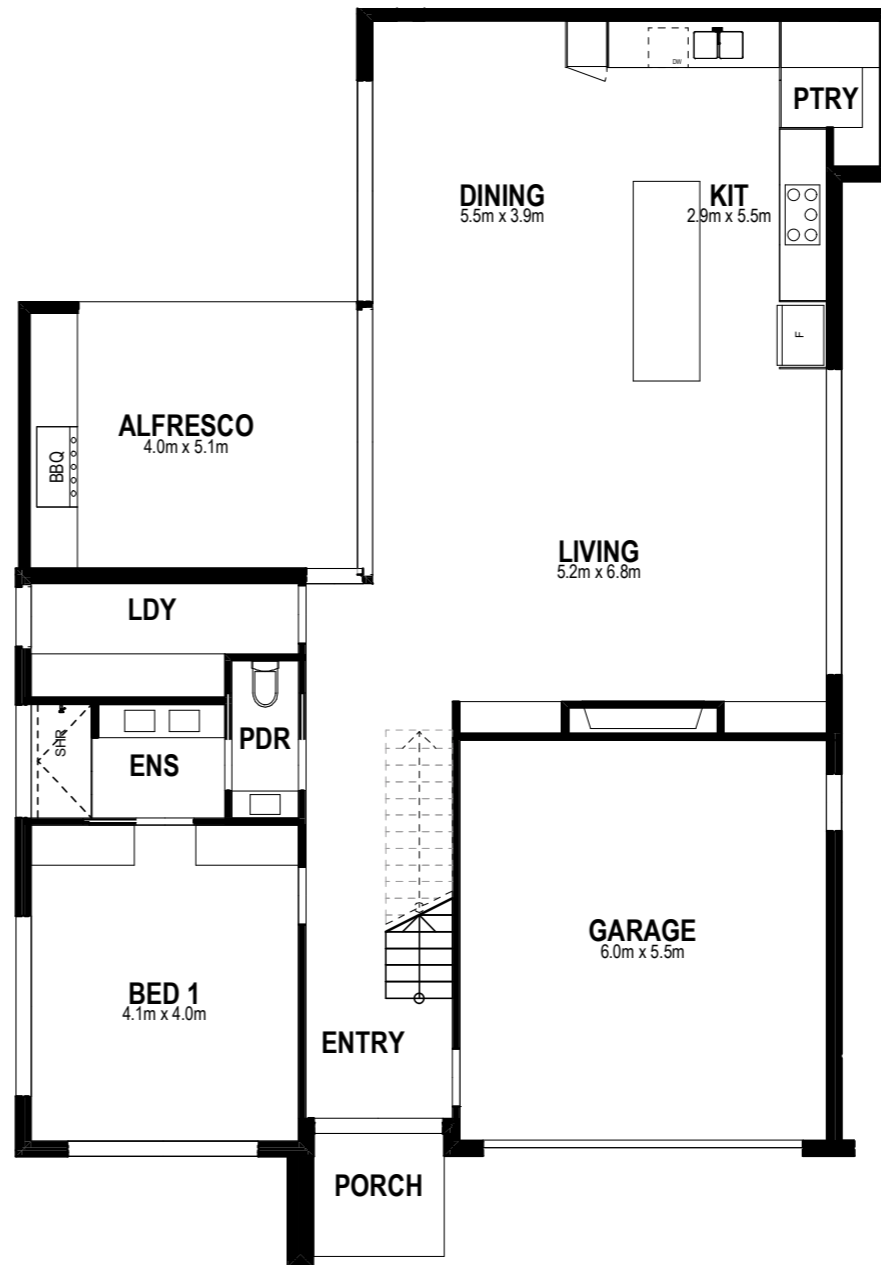 DW
PTRY
DINING
5.5m x 3.9m
KIT
2.9m x 5.5m
F
ALFRESCO
4.0m x 5.1m
BBQ
LIVING
5.2m x 6.8m
LDY
SHR
ENS
PDR
GARAGE
6.0m x 5.5m
BED 1
4.1m x 4.0m
ENTRY
PORCH